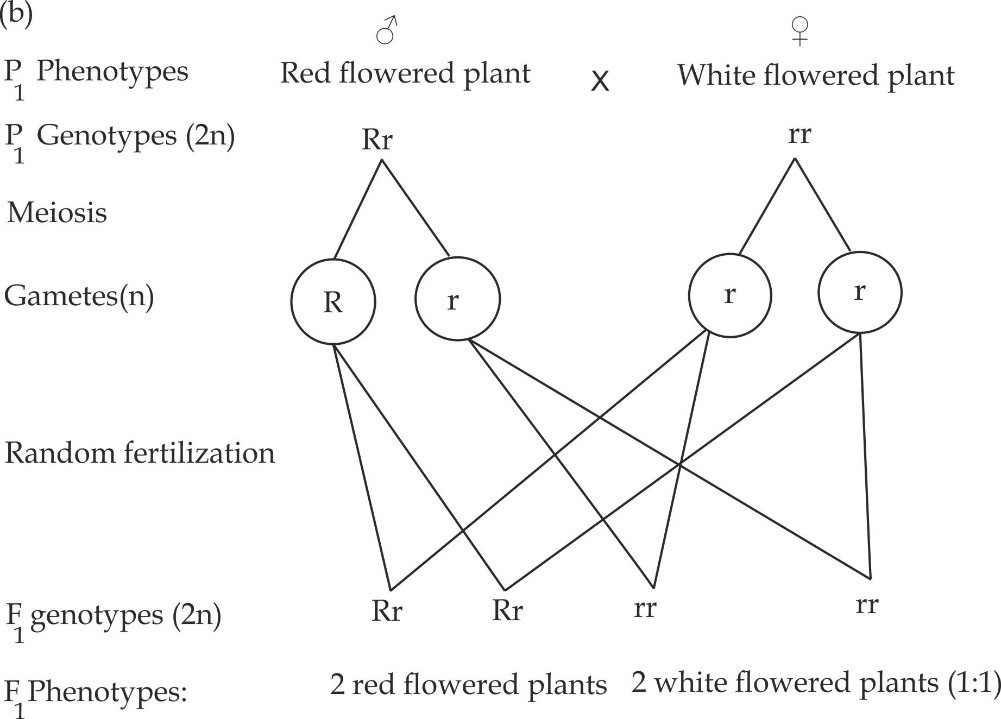 (b)
♂ ♀
P1 Phenotypes Red flowered plant x White flowered plant
P1 Genotypes (2n) Rr rr
Meiosis
Gametes(n) R r r r
Random fertilization
F1 genotypes (2n) Rr Rr rr rr
F1 Phenotypes: 2 red flowered plants 2 white flowered plants (1:1)